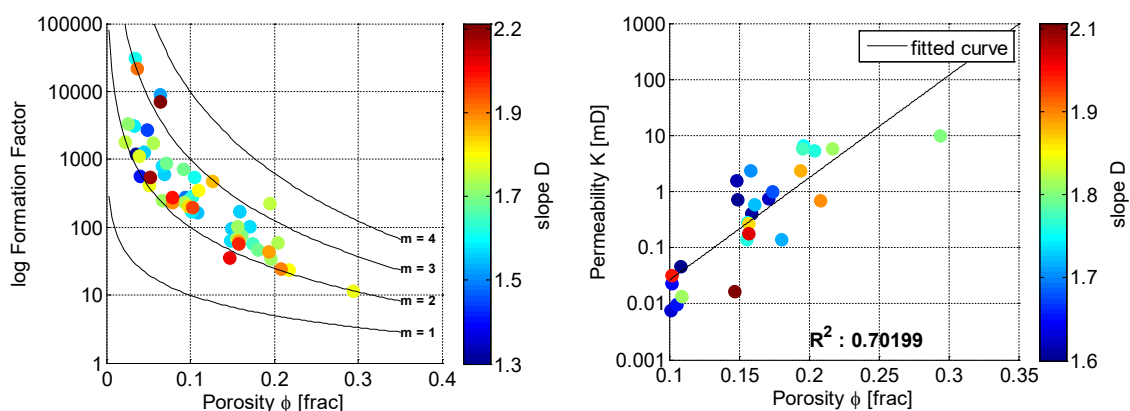 100000
10000
1000
100
10
1
log Formation Factor
0
0.1
0.2
0.3
0.4
Porosity ϕ [frac]
m = 4
m = 3
m = 2
m = 1
2.2
1.9
1.7
1.5
1.3
slope D
1000
100
10
1
0.1
0.01
0.001
Permeability K [mD]
0.1
0.15
0.2
0.25
0.3
0.35
Porosity ϕ [frac]
fitted curve
R² : 0.70199
2.1
1.9
1.8
1.7
1.6
slope D